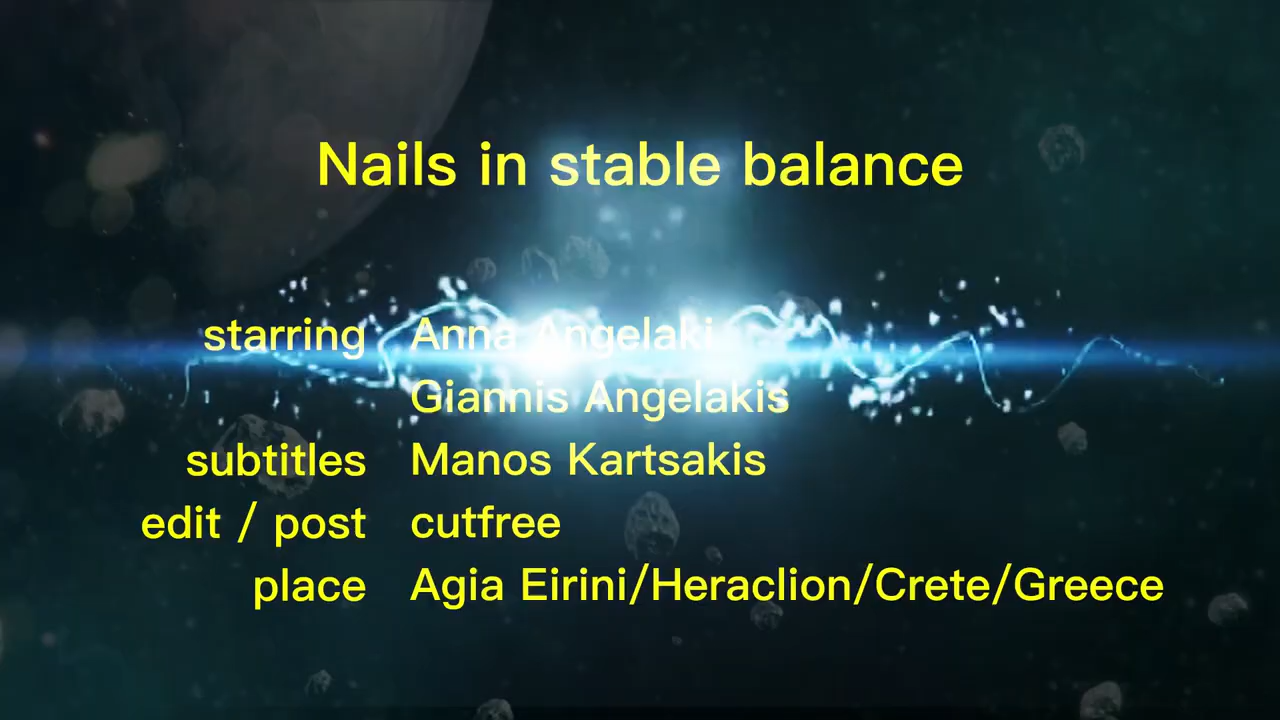 Nails in stable balance
starring Anna Angelaki
Giannis Angelakis
subtitles Manos Kartsakis
edit / post cutfree
place Agia Eirini/Heraclion/Crete/Greece